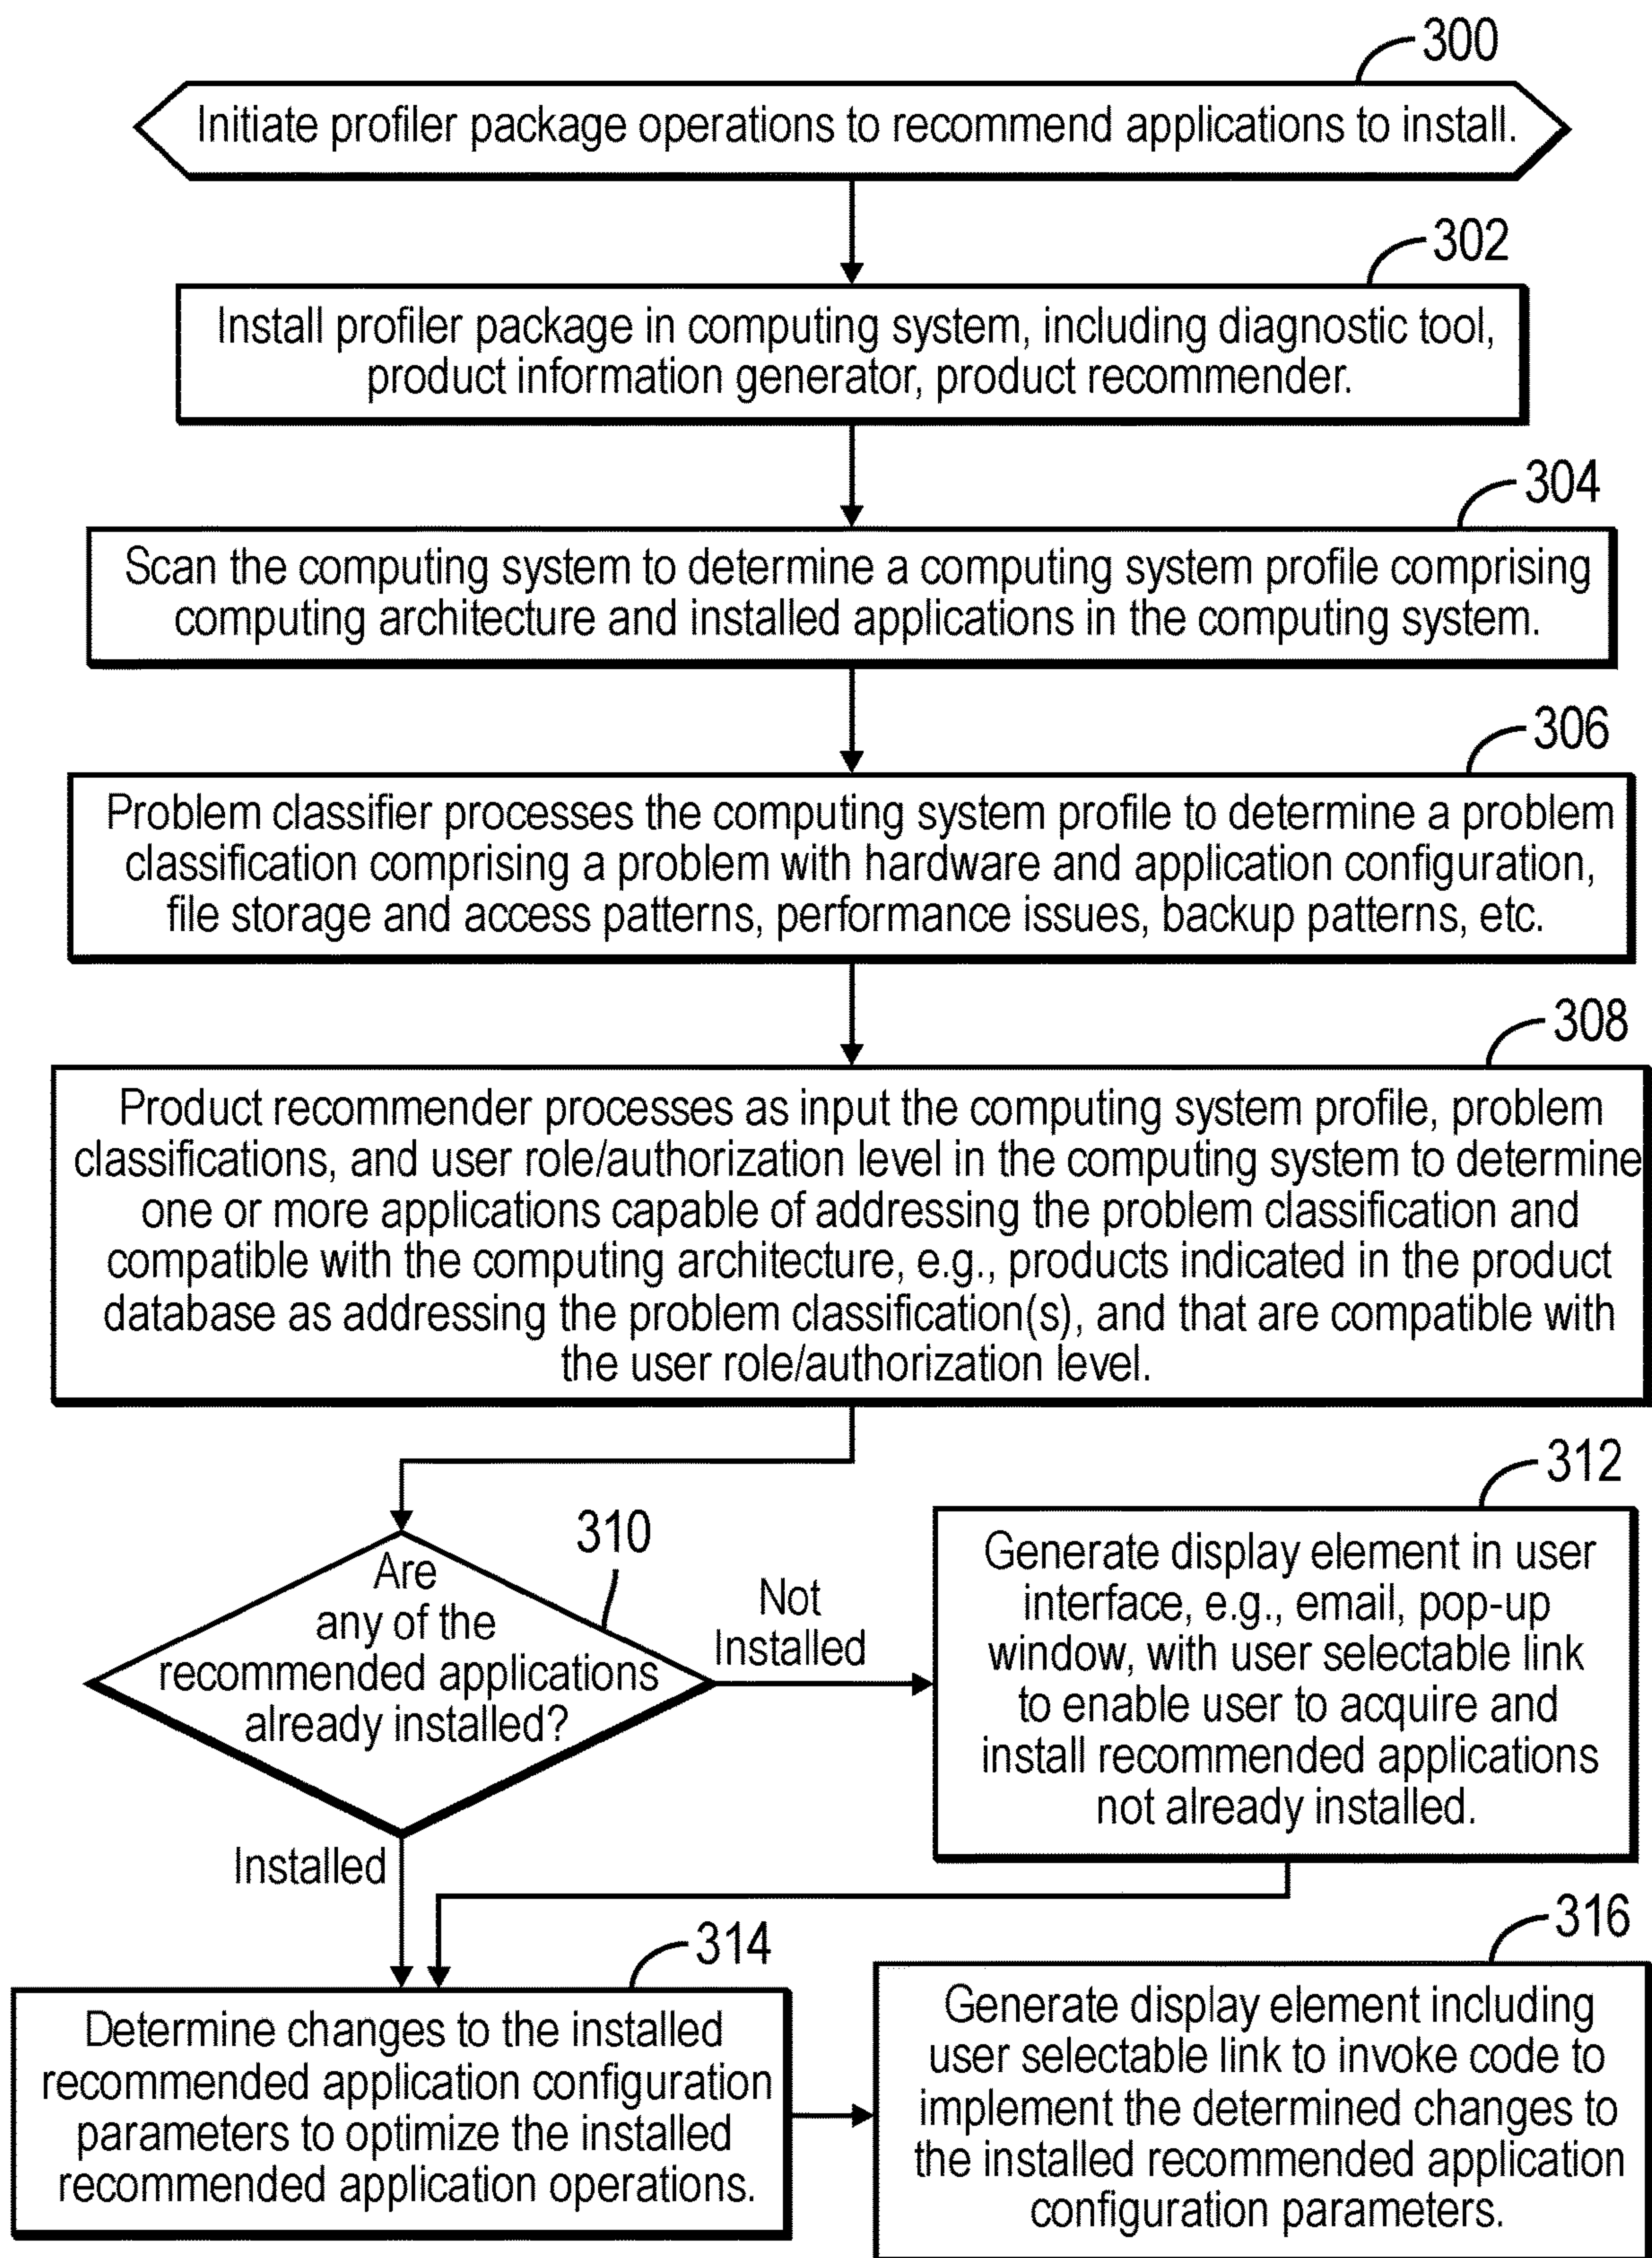 300
Initiate profiler package operations to recommend applications to install.
302
Install profiler package in computing system, including diagnostic tool,
product information generator, product recommender.
304
Scan the computing system to determine a computing system profile comprising
computing architecture and installed applications in the computing system.
306
Problem classifier processes the computing system profile to determine a problem
classification comprising a problem with hardware and application configuration,
file storage and access patterns, performance issues, backup patterns, etc.
308
Product recommender processes as input the computing system profile, problem
classifications, and user role/authorization level in the computing system to determine
one or more applications capable of addressing the problem classification and
compatible with the computing architecture, e.g., products indicated in the product
database as addressing the problem classification(s), and that are compatible with
the user role/authorization level.
310
Are
any of the
recommended applications
already installed?
Not
Installed
312
Generate display element in user
interface, e.g., email, pop-up
window, with user selectable link
to enable user to acquire and
install recommended applications
not already installed.
Installed
314
Determine changes to the installed
recommended application configuration
parameters to optimize the installed
recommended application operations.
316
Generate display element including
user selectable link to invoke code to
implement the determined changes to
the installed recommended application
configuration parameters.